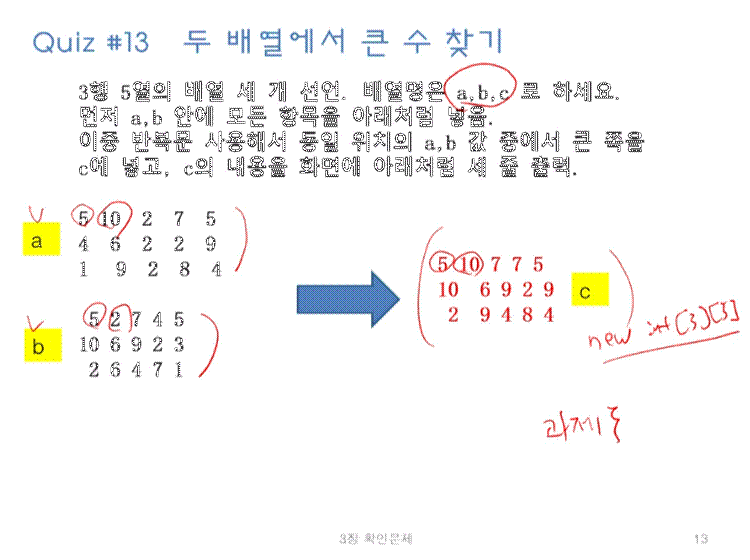 Quiz #13 두 배열에서 큰 수 찾기
3행 5열의 배열 세 개 선언. 배열명은 a,b,c 로 하세요.
먼저 a,b 안에 모든 항목을 아래처럼 넣음.
이중 반복문 사용해서 동일 위치의 a,b 값 중에서 큰 쪽을
c에 넣고, c의 내용을 화면에 아래처럼 세 줄 출력.
a
5 10 2 7 5
4 6 2 2 9
1 9 2 8 4
b
5 2 7 4 5
10 6 9 2 3
2 6 4 7 1
5 10 7 7 5
10 6 9 2 9
2 9 4 8 4
c
new int[3][5]
과제
3장 확인문제
13